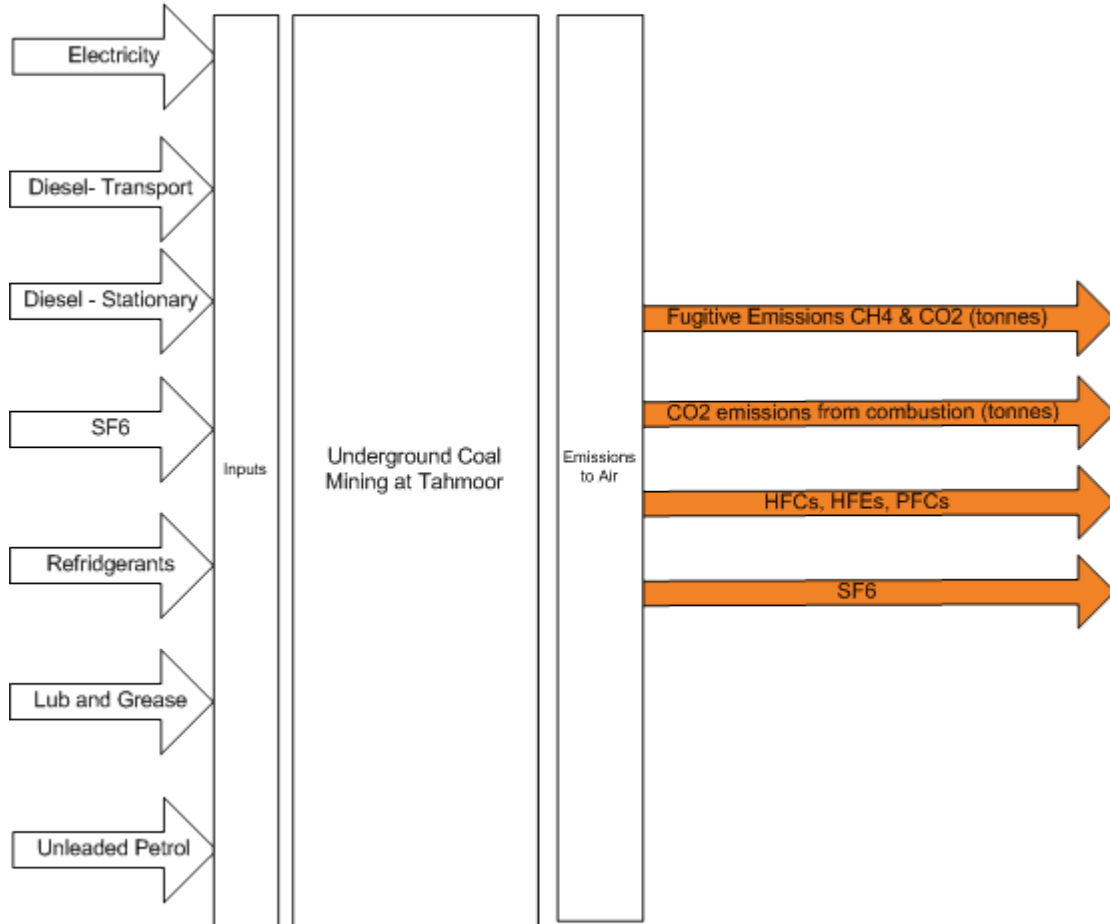 Electricity
Diesel- Transport
Diesel - Stationary
SF6
Refridgerants
Lub and Grease
Unleaded Petrol
Inputs
Underground Coal
Mining at Tahmoor
Emissions
to Air
Fugitive Emissions CH4 & CO2 (tonnes)
CO2 emissions from combustion (tonnes)
HFCs, HFEs, PFCs
SF6